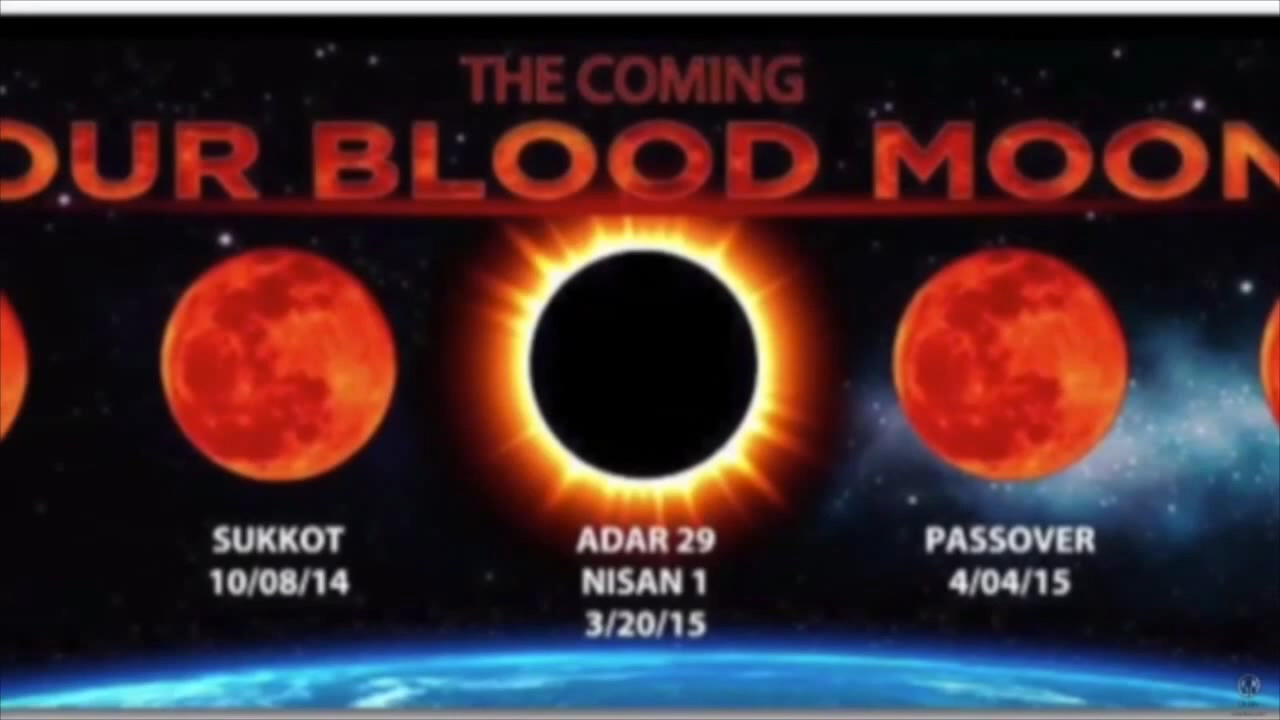 THE COMING
OUR BLOOD MOON
SUKKOT
10/08/14
ADAR 29
NISAN 1
3/20/15
PASSOVER
4/04/15